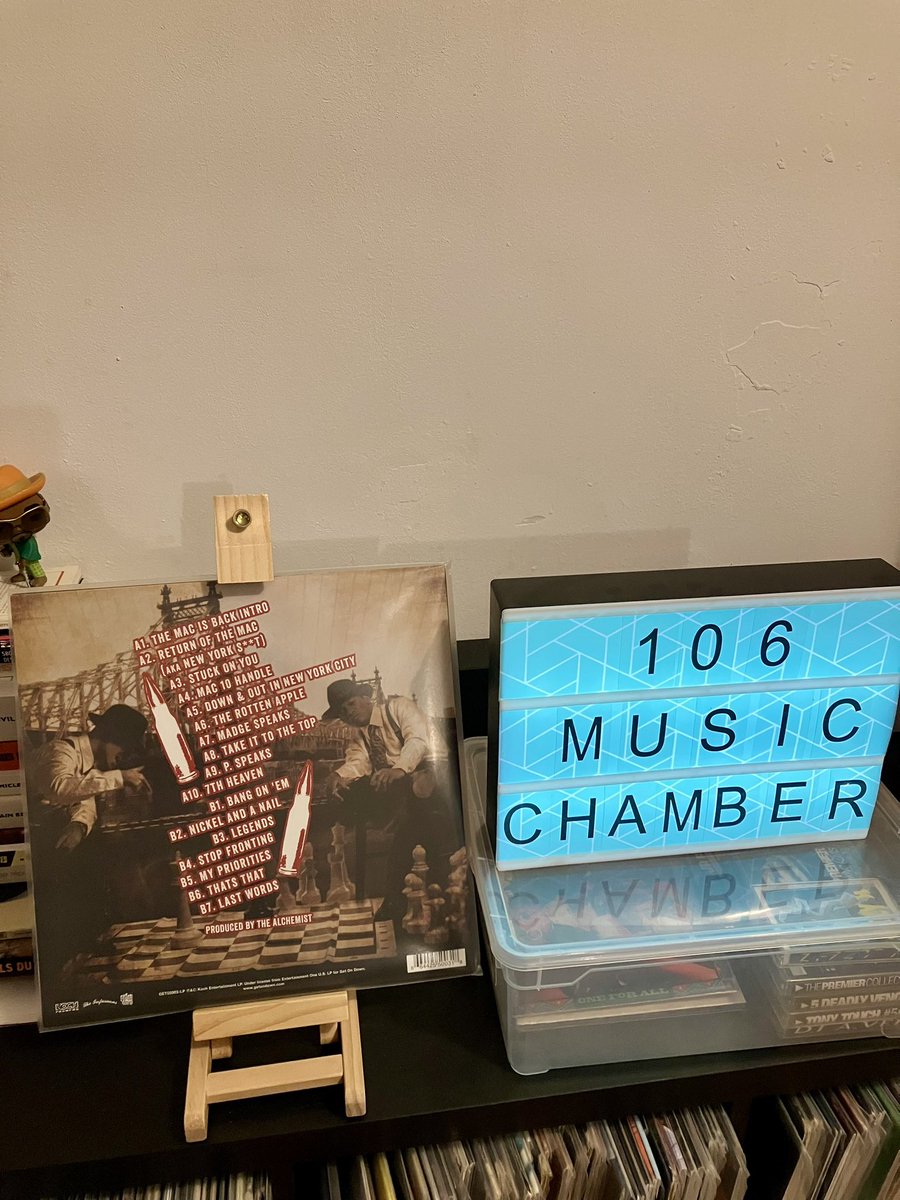 A1. THE MAC IS BACK(INTRO
A2. RETURN OF THE MAC
(AKA NEW YORK S**T)
A3. STUCK ON YOU
A4. MAC 10 HANDLE
A5. DOWN & OUT IN NEW YORK CITY
A6. THE ROTTEN APPLE
A7. MADGE SPEAKS
A8. TAKE IT TO THE TOP
A9. P. SPEAKS
A10. 7TH HEAVEN
B1. BANG ON 'EM
B2. NICKEL AND A NAIL
B3. LEGENDS
B4. STOP FRONTING
B5. MY PRIORITIES
B6. THATS THAT
B7. LAST WORDS
PRODUCED BY THE ALCHEMIST
106
MUSIC
CHAMBER
ONE FOR ALL
THE PREMIER COLLEC
5 DEADLY VENO
TONY TOUCH #5